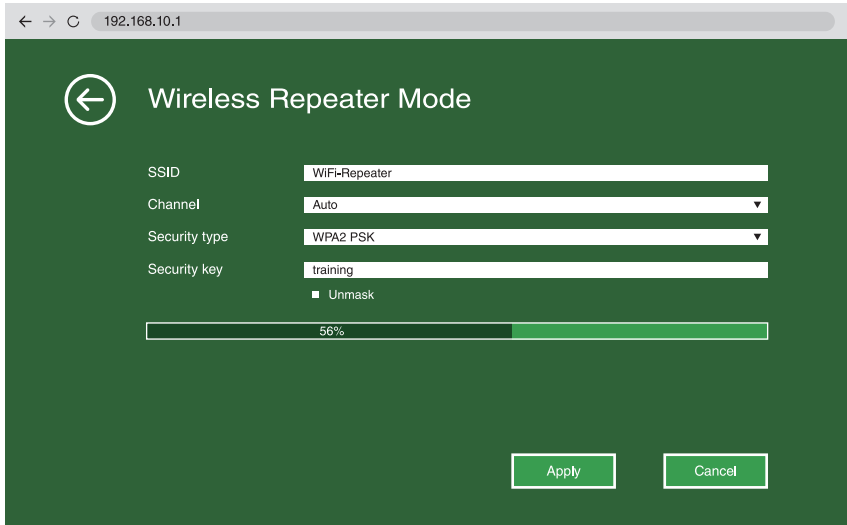 192.168.10.1
Wireless Repeater Mode
SSID WiFi-Repeater
Channel Auto
Security type WPA2 PSK
Security key training
Unmask
56%
Apply Cancel